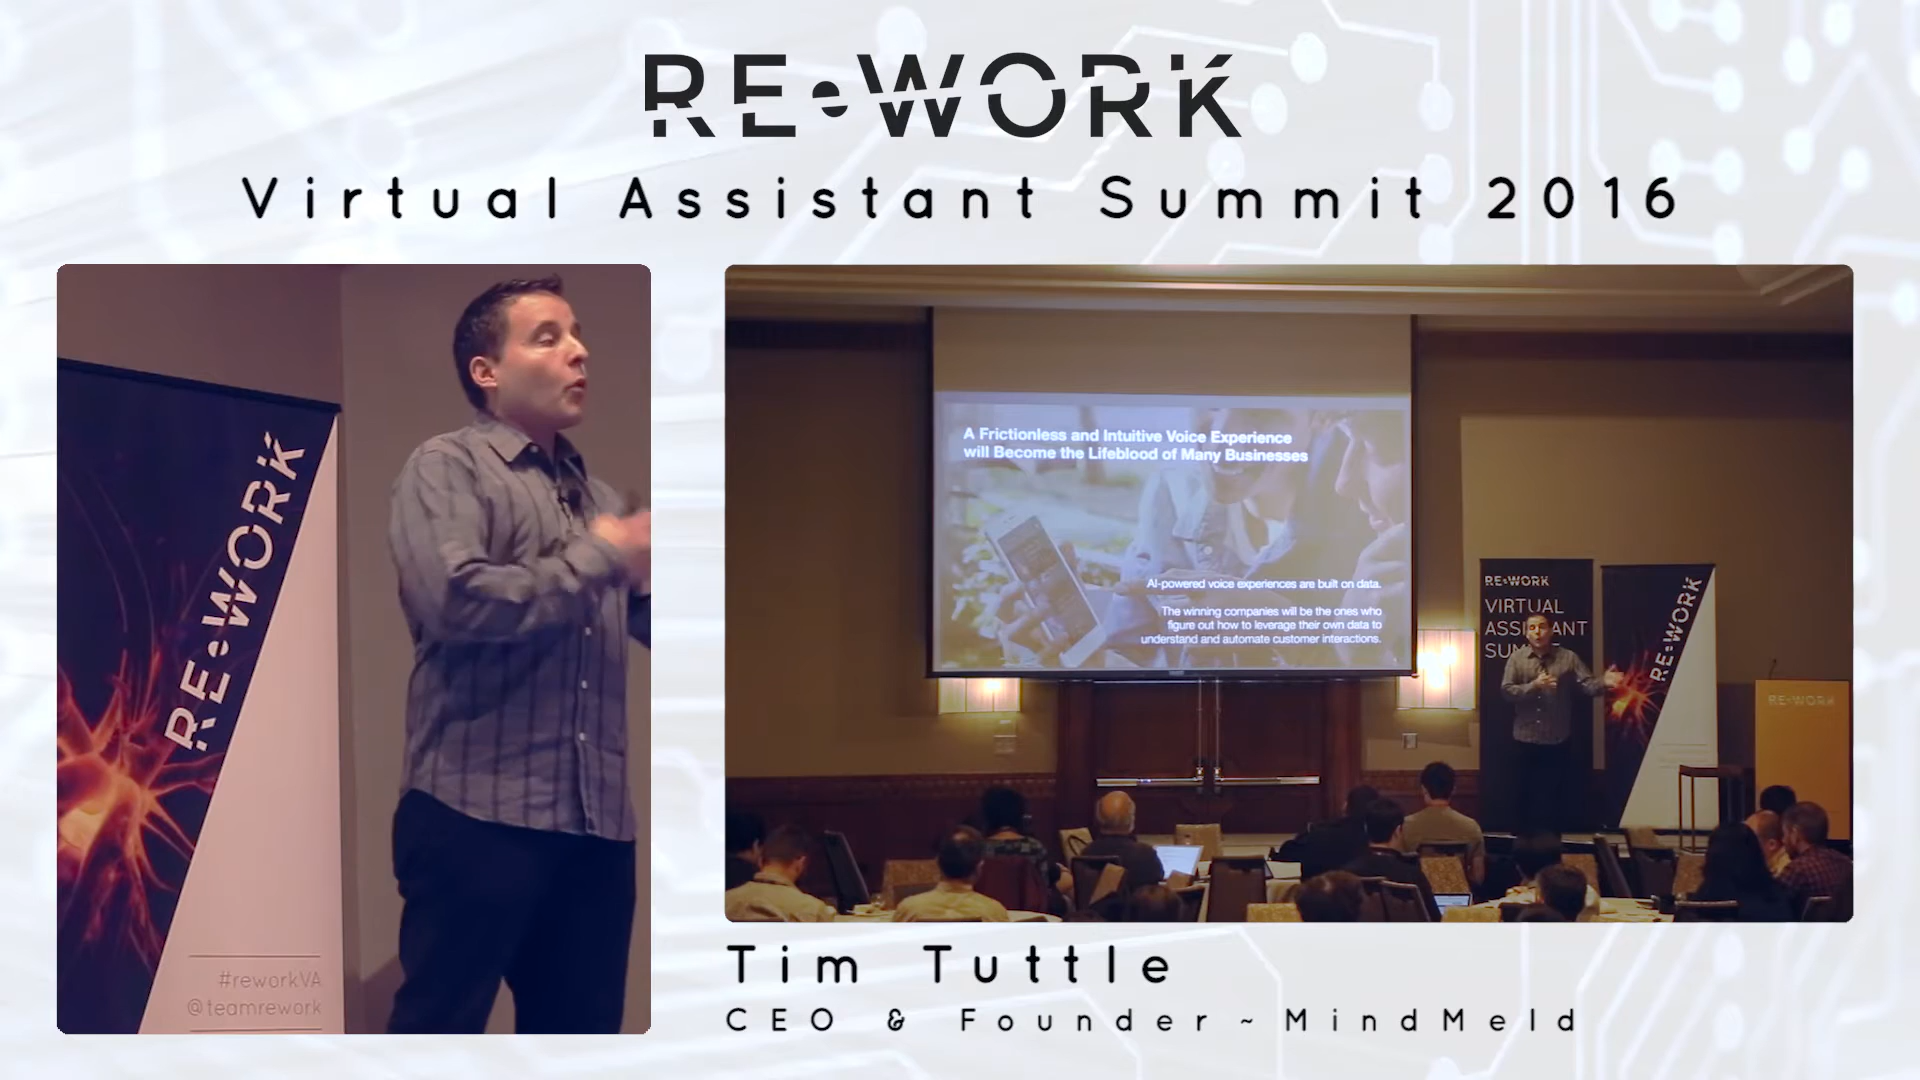 RE•WORK
Virtual Assistant Summit 2016
RE•WORK
#reworkVA
@teamrework
A Frictionless and Intuitive Voice Experience
will Become the Lifeblood of Many Businesses
AI-powered voice experiences are built on data.
The winning companies will be the ones who
figure out how to leverage their own data to
understand and automate customer interactions.
RE•WORK
VIRTUAL
ASSISTANT
RE•WORK
RE•WORK
Tim Tuttle
CEO & Founder ~ MindMeld